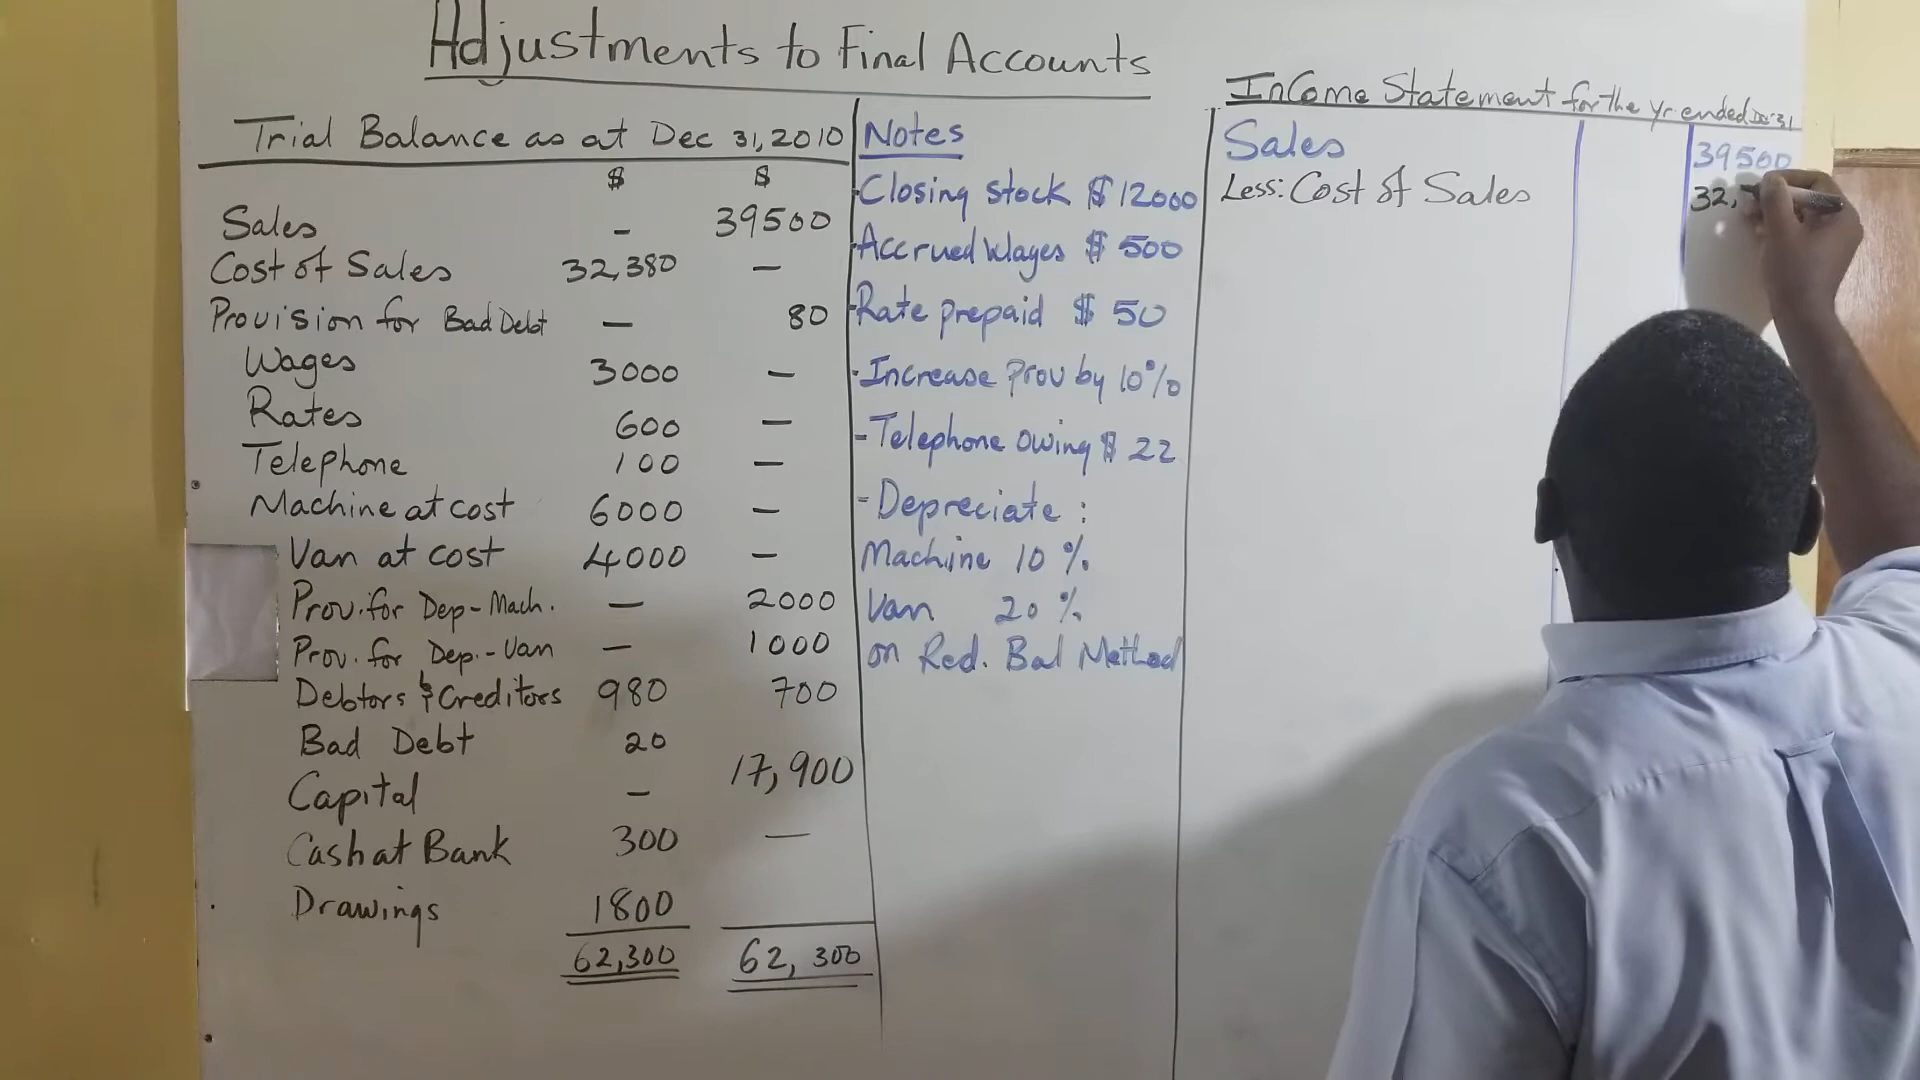 Adjustments to Final Accounts
Trial Balance as at Dec 31, 2010
$ $
Sales - 39500
Cost of Sales 32,380 —
Provision for Bad Debt — 80
Wages 3000 —
Rates 600 —
Telephone 100 —
Machine at cost 6000 —
Van at cost 4000 —
Prov. for Dep - Mach. — 2000
Prov. for Dep. - Van — 1000
Debtors & Creditors 980 700
Bad Debt 20
Capital - 17,900
Cash at Bank 300 —
Drawings 1800
62,300 62,300
Notes
-Closing stock $ 12000
-Accrued Wages $ 500
-Rate prepaid $ 50
-Increase prov by 10%
-Telephone owing $ 22
-Depreciate:
Machine 10 %
Van 20 %
on Red. Bal Method
Income Statement for the yr ended Dec 31
Sales 39500
Less: Cost of Sales 32,